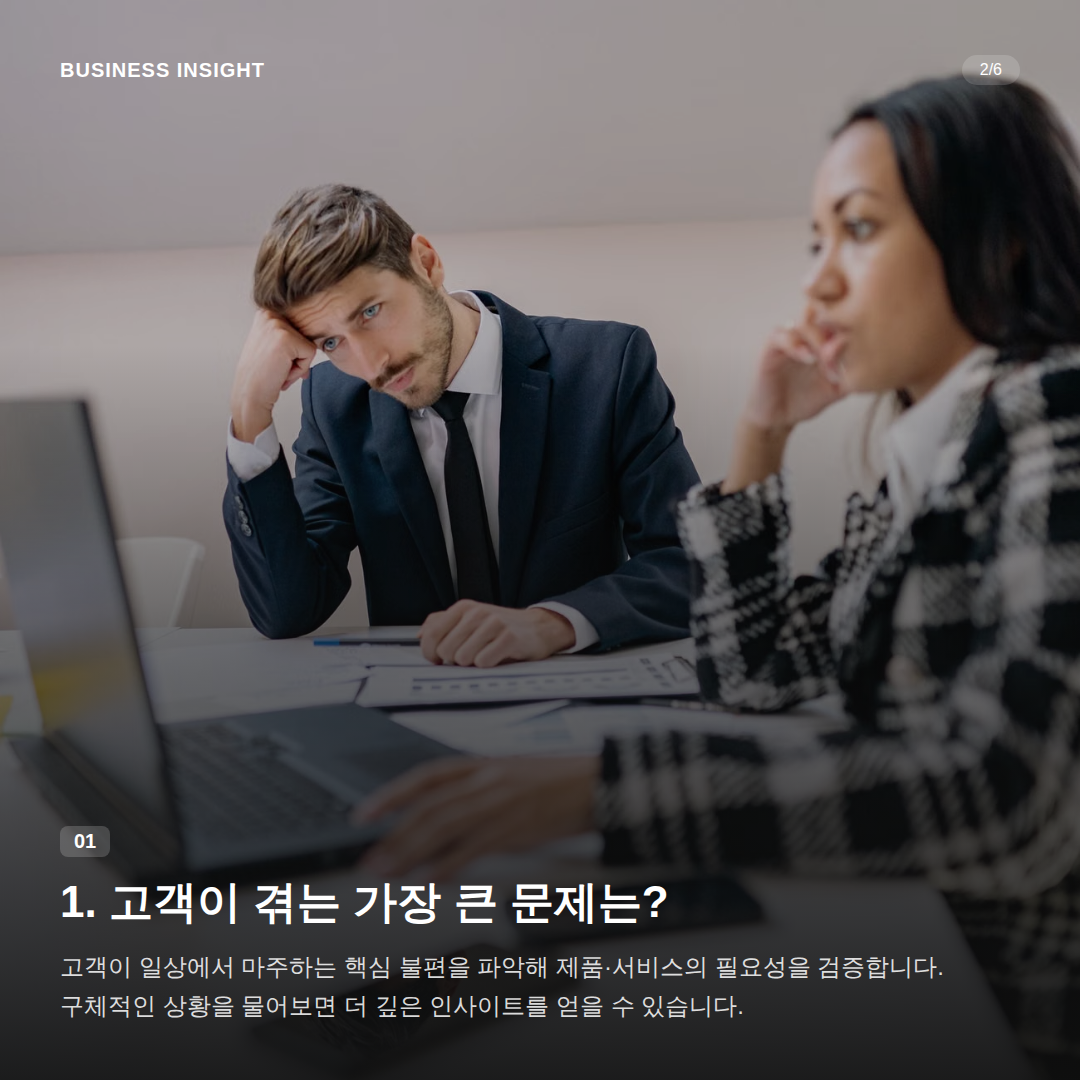 BUSINESS INSIGHT
2/6
01
1. 고객이 겪는 가장 큰 문제는?
고객이 일상에서 마주하는 핵심 불편을 파악해 제품·서비스의 필요성을 검증합니다.
구체적인 상황을 물어보면 더 깊은 인사이트를 얻을 수 있습니다.